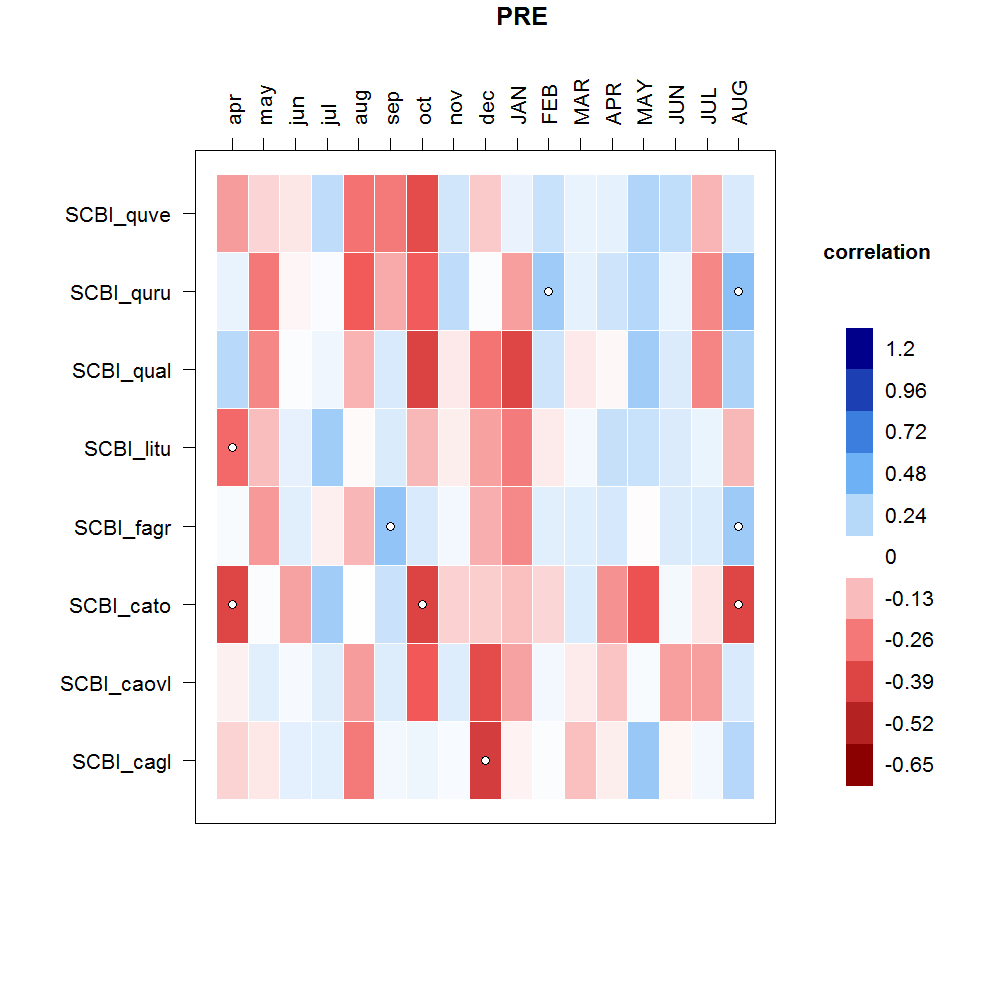 PRE
apr may jun jul aug sep oct nov dec JAN FEB MAR APR MAY JUN JUL AUG
SCBI_quve
SCBI_quru
SCBI_qual
SCBI_litu
SCBI_fagr
SCBI_cato
SCBI_caovl
SCBI_cagl
correlation
1.2
0.96
0.72
0.48
0.24
0
-0.13
-0.26
-0.39
-0.52
-0.65